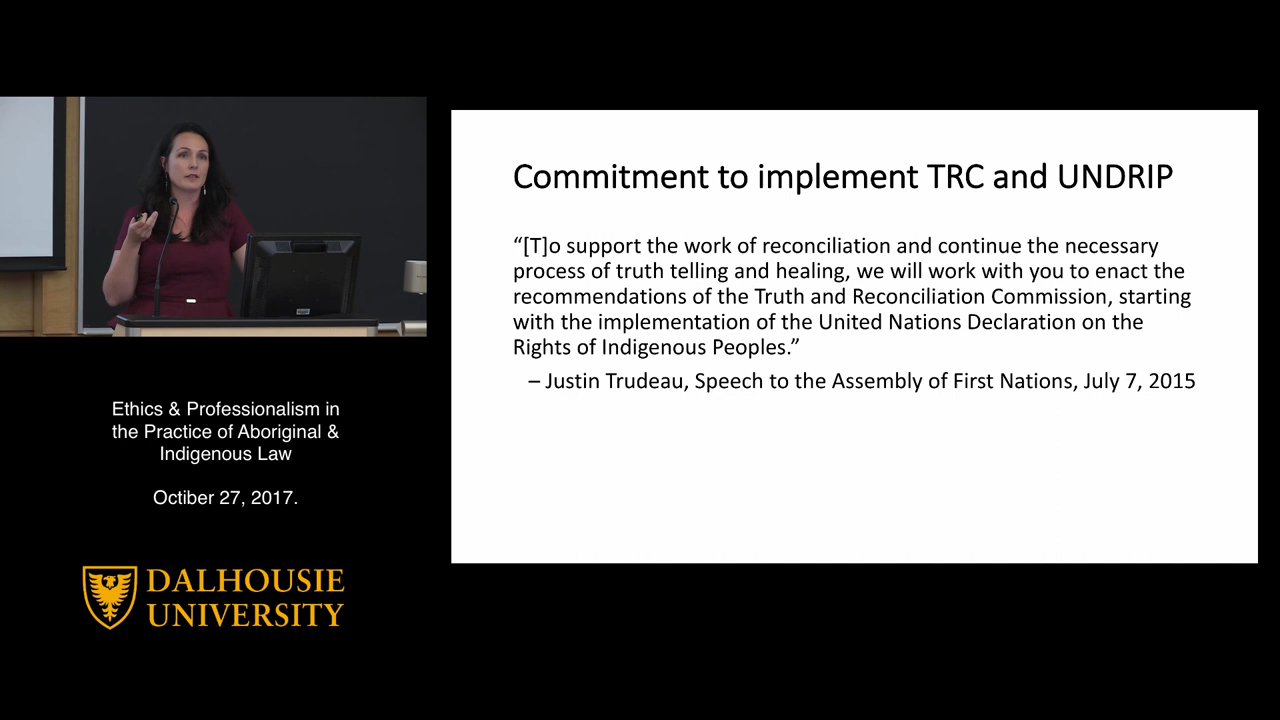 Commitment to implement TRC and UNDRIP
“[T]o support the work of reconciliation and continue the necessary
process of truth telling and healing, we will work with you to enact the
recommendations of the Truth and Reconciliation Commission, starting
with the implementation of the United Nations Declaration on the
Rights of Indigenous Peoples.”
– Justin Trudeau, Speech to the Assembly of First Nations, July 7, 2015
Ethics & Professionalism in
the Practice of Aboriginal &
Indigenous Law
Octiber 27, 2017.
DALHOUSIE
UNIVERSITY